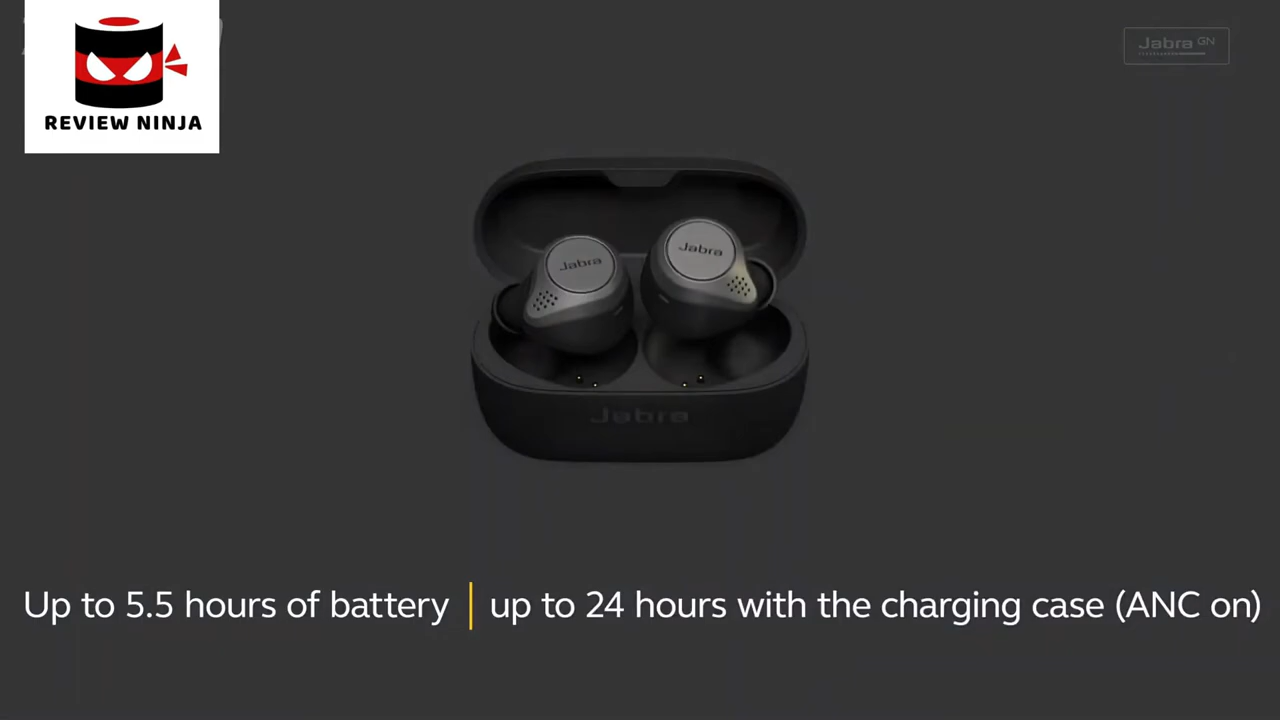 REVIEW NINJA
Jabra GN
Jabra
Jabra
Jabra
Up to 5.5 hours of battery | up to 24 hours with the charging case (ANC on)